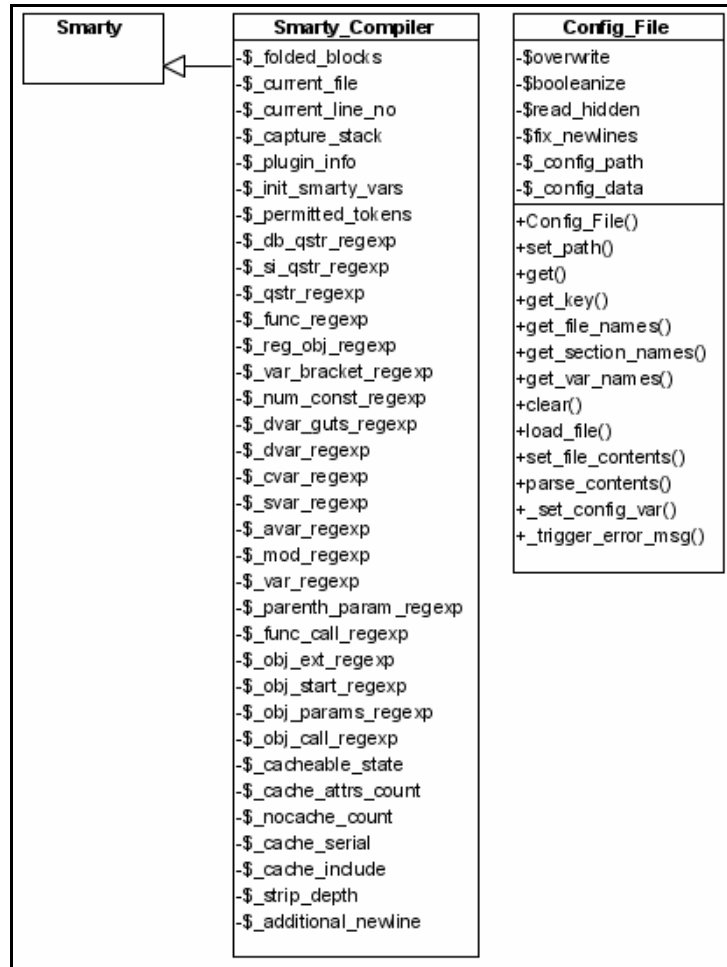 Smarty
Smarty_Compiler
-$_folded_blocks
-$_current_file
-$_current_line_no
-$_capture_stack
-$_plugin_info
-$_init_smarty_vars
-$_permitted_tokens
-$_db_qstr_regexp
-$_si_qstr_regexp
-$_qstr_regexp
-$_func_regexp
-$_reg_obj_regexp
-$_var_bracket_regexp
-$_num_const_regexp
-$_dvar_guts_regexp
-$_dvar_regexp
-$_cvar_regexp
-$_svar_regexp
-$_avar_regexp
-$_mod_regexp
-$_var_regexp
-$_parenth_param_regexp
-$_func_call_regexp
-$_obj_ext_regexp
-$_obj_start_regexp
-$_obj_params_regexp
-$_obj_call_regexp
-$_cacheable_state
-$_cache_attrs_count
-$_nocache_count
-$_cache_serial
-$_cache_include
-$_strip_depth
-$_additional_newline
Config_File
-$overwrite
-$booleanize
-$read_hidden
-$fix_newlines
-$_config_path
-$_config_data
+Config_File()
+set_path()
+get()
+get_key()
+get_file_names()
+get_section_names()
+get_var_names()
+clear()
+load_file()
+set_file_contents()
+parse_contents()
+_set_config_var()
+_trigger_error_msg()